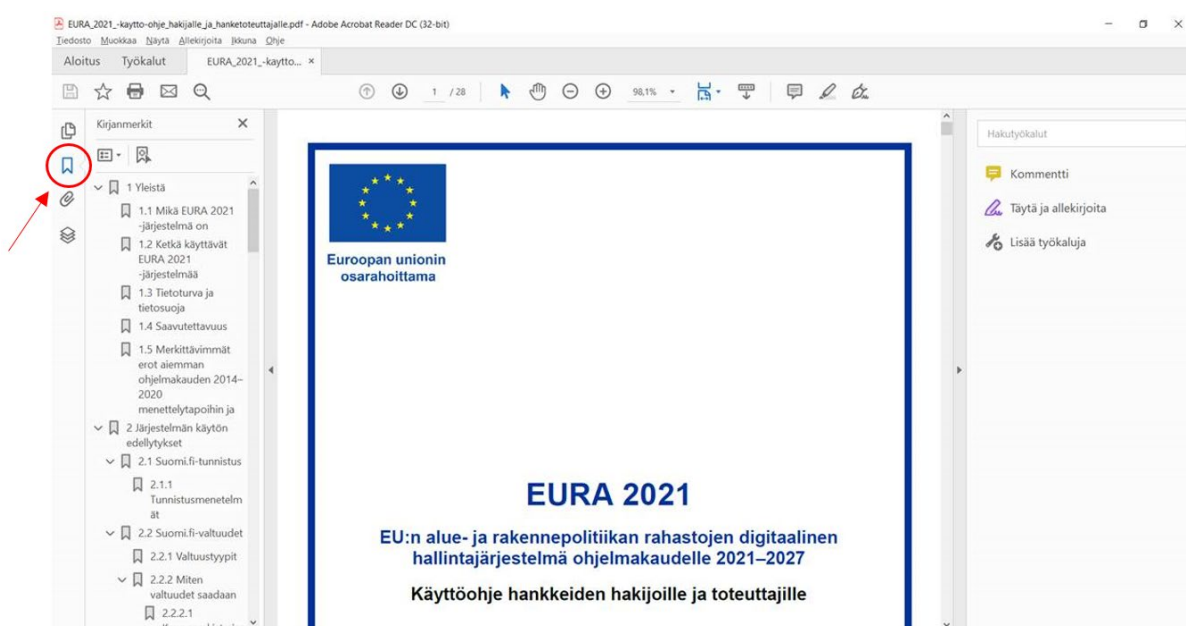 EURA_2021_-kaytto-ohje_hakijalle_ja_hanketoteuttajalle.pdf - Adobe Acrobat Reader DC (32-bit)
Tiedosto Muokkaa Näytä Allekirjoita Ikkuna Ohje
Aloitus Työkalut EURA_2021_-kaytto... ×
1 / 28 98,1%
Kirjanmerkit
1 Yleistä
1.1 Mikä EURA 2021
-järjestelmä on
1.2 Ketkä käyttävät
EURA 2021
-järjestelmää
1.3 Tietoturva ja
tietosuoja
1.4 Saavutettavuus
1.5 Merkittävimmät
erot aiemman
ohjelmakauden 2014–
2020
menettelytapoihin ja
2 Järjestelmän käytön
edellytykset
2.1 Suomi.fi-tunnistus
2.1.1
Tunnistusmenetelm
ät
2.2 Suomi.fi-valtuudet
2.2.1 Valtuustyypit
2.2.2 Miten
valtuudet saadaan
2.2.2.1
Euroopan unionin
osarahoittama
EURA 2021
EU:n alue- ja rakennepolitiikan rahastojen digitaalinen
hallintajärjestelmä ohjelmakaudelle 2021–2027
Käyttöohje hankkeiden hakijoille ja toteuttajille
Hakutyökalut
Kommentti
Täytä ja allekirjoita
Lisää työkaluja